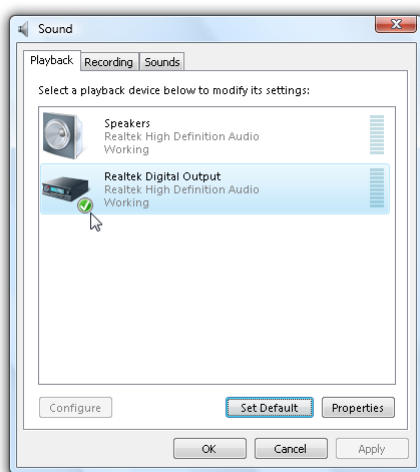 Sound
Playback
Recording
Sounds
Select a playback device below to modify its settings:
Speakers
Realtek High Definition Audio
Working
Realtek Digital Output
Realtek High Definition Audio
Working
Configure
Set Default
Properties
OK
Cancel
Apply